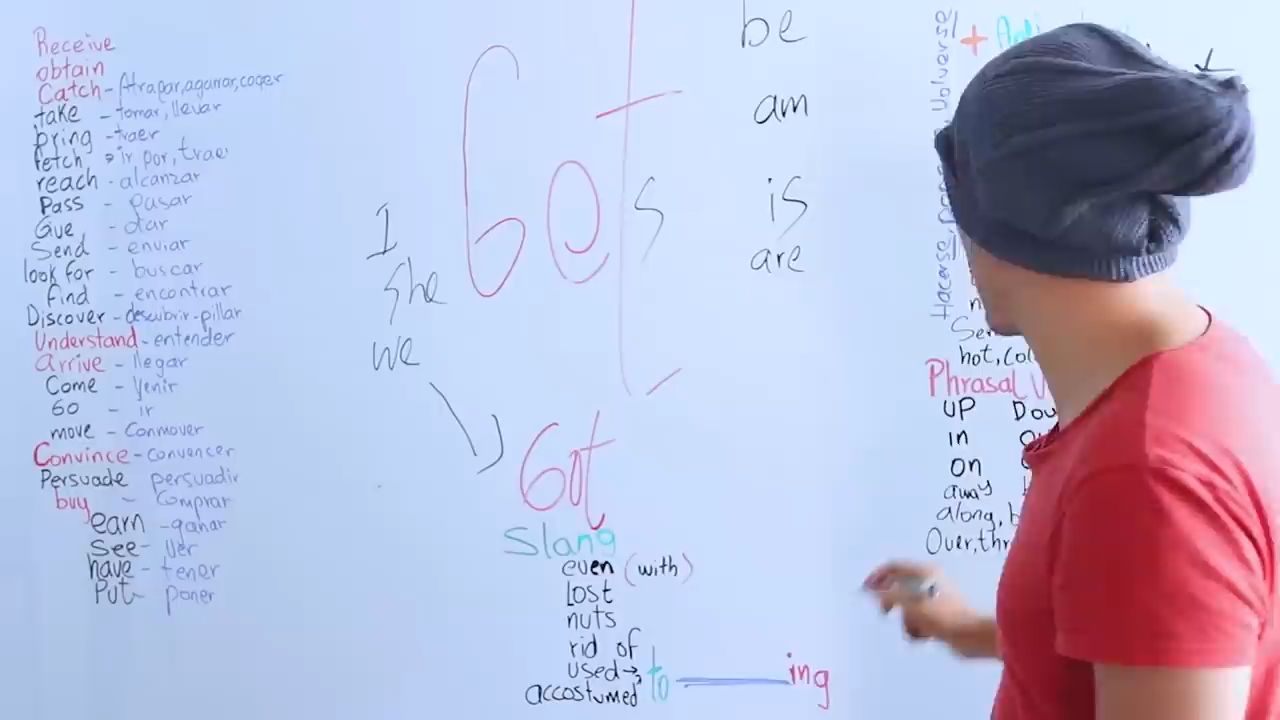 Receive
obtain
Catch - Atrapar, agarrar, coger
take - tomar, llevar
bring - traer
fetch, ir por, traer
reach - alcanzar
Pass - pasar
Give - dar
Send - enviar
look for - buscar
find - encontrar
Discover - descubrir - pillar
Understand - entender
arrive - llegar
Come - Venir
Go - ir
move - Conmover
Convince - convencer
Persuade persuadir
buy - Comprar
earn - ganar
See - Ver
have - tener
Put - poner
I
she
we
Get s
Got
Slang
even (with)
Lost
nuts
rid of
used → to ______ ing
accostumed
be
am
is
are
Hacerse,
Volverse
+
hot,
Phrasal
UP
in
on
away
along,
Over,